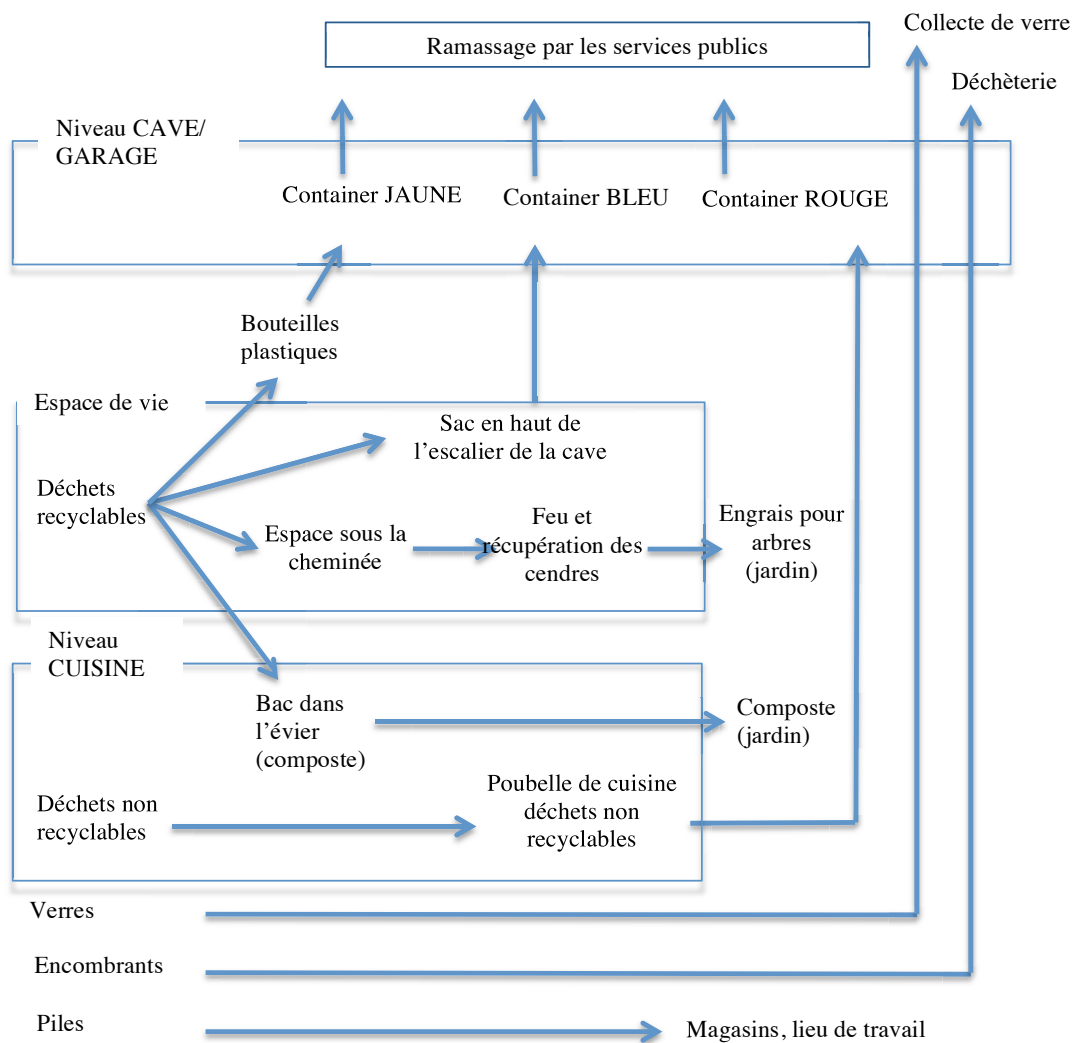 Collecte de verre
Ramassage par les services publics
Déchèterie
Niveau CAVE/
GARAGE
Container JAUNE
Container BLEU
Container ROUGE
Bouteilles
plastiques
Espace de vie
Sac en haut de
l’escalier de la cave
Déchets
recyclables
Espace sous la
cheminée
Feu et
récupération des
cendres
Engrais pour
arbres
(jardin)
Niveau
CUISINE
Bac dans
l’évier
(composte)
Composte
(jardin)
Déchets non
recyclables
Poubelle de cuisine
déchets non
recyclables
Verres
Encombrants
Piles
Magasins, lieu de travail